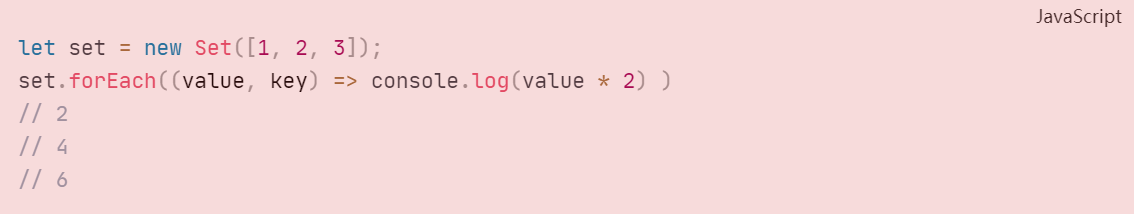 JavaScript
let set = new Set([1, 2, 3]);
set.forEach((value, key) => console.log(value * 2) )
// 2
// 4
// 6